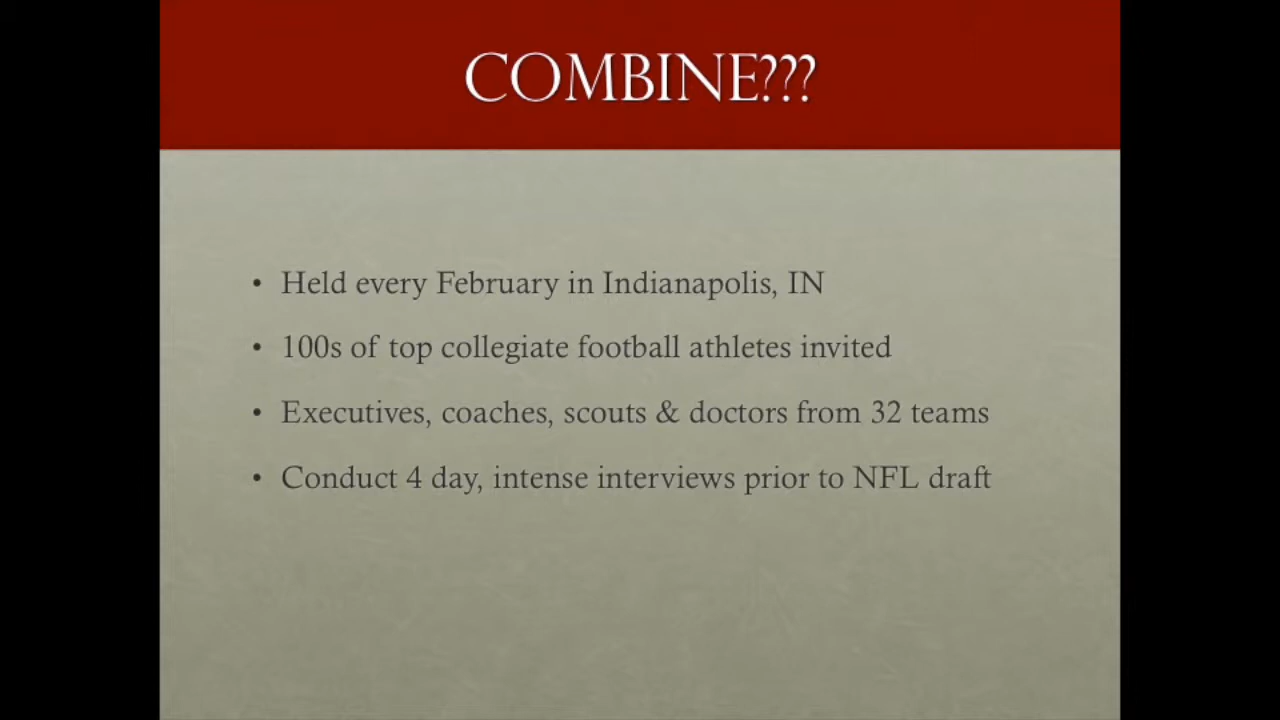 COMBINE???
• Held every February in Indianapolis, IN
• 100s of top collegiate football athletes invited
• Executives, coaches, scouts & doctors from 32 teams
• Conduct 4 day, intense interviews prior to NFL draft